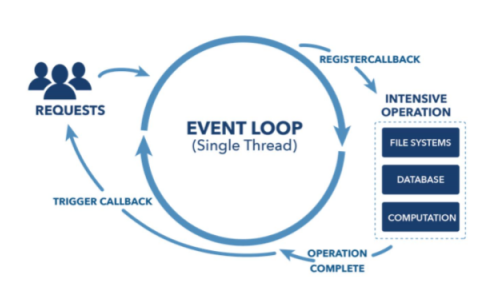 REQUESTS
EVENT LOOP
(Single Thread)
REGISTERCALLBACK
INTENSIVE
OPERATION
FILE SYSTEMS
DATABASE
COMPUTATION
OPERATION
COMPLETE
TRIGGER CALLBACK